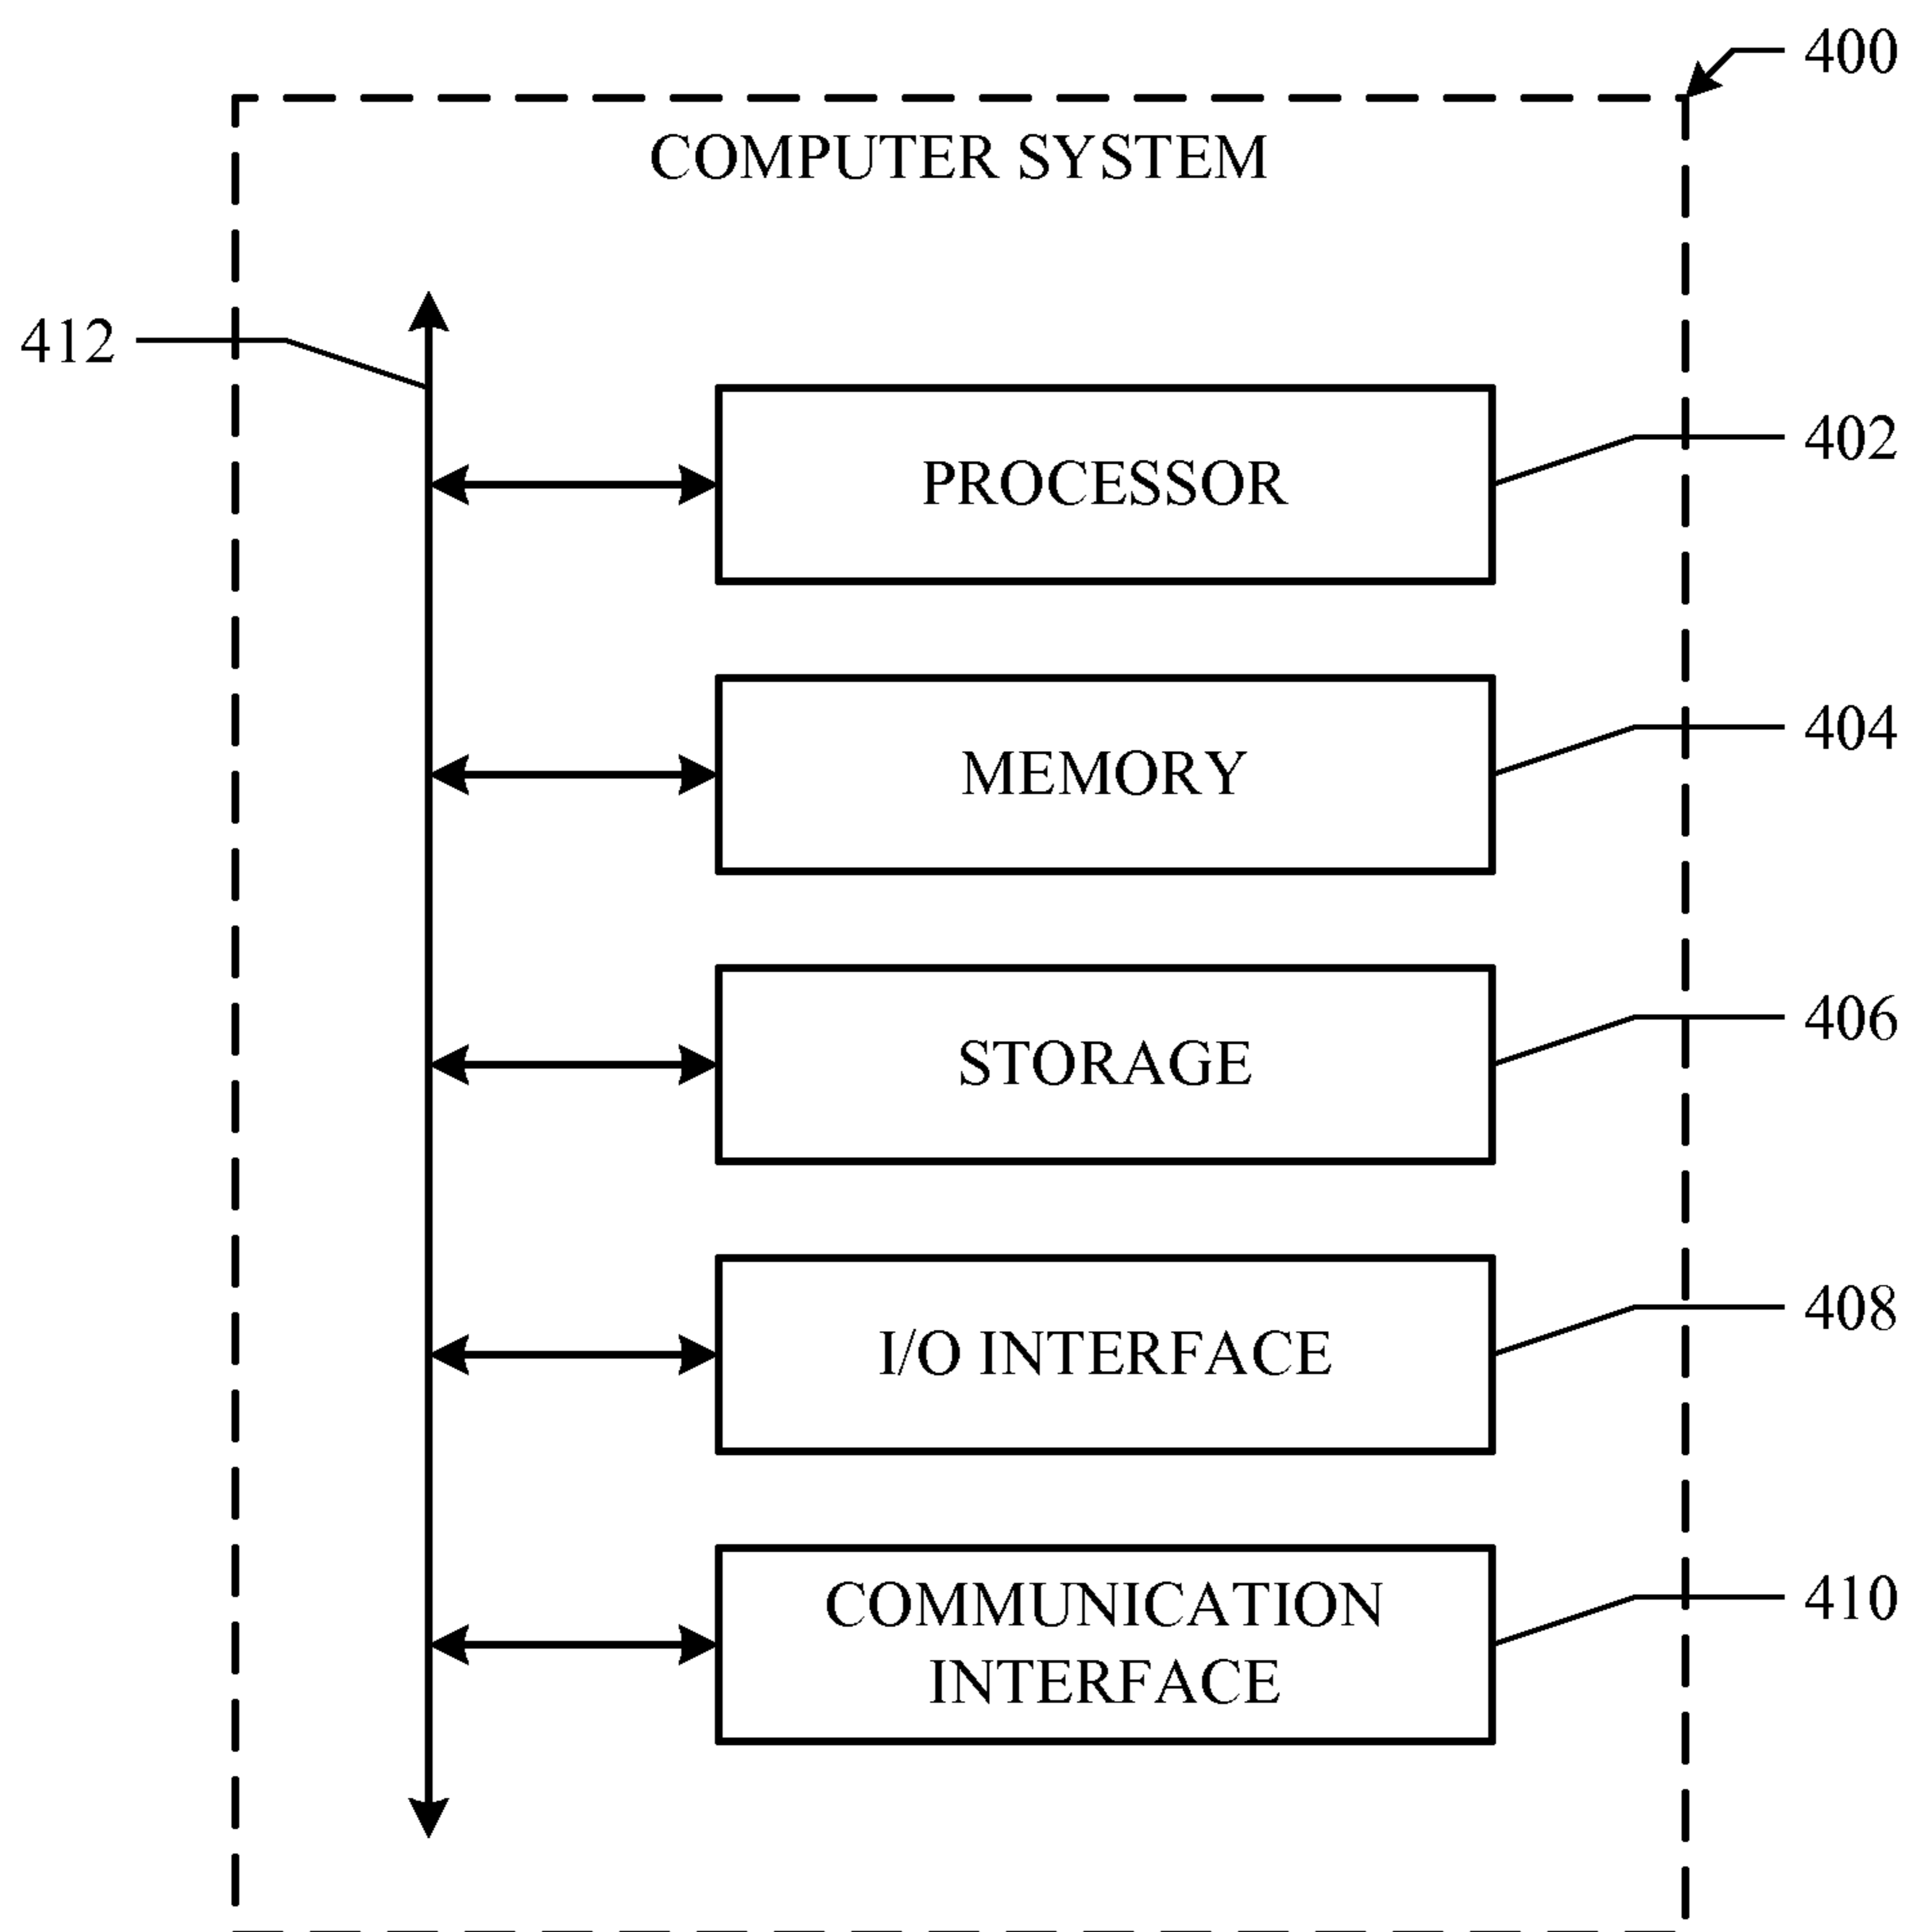 400
COMPUTER SYSTEM
412
PROCESSOR
402
MEMORY
404
STORAGE
406
I/O INTERFACE
408
COMMUNICATION
INTERFACE
410